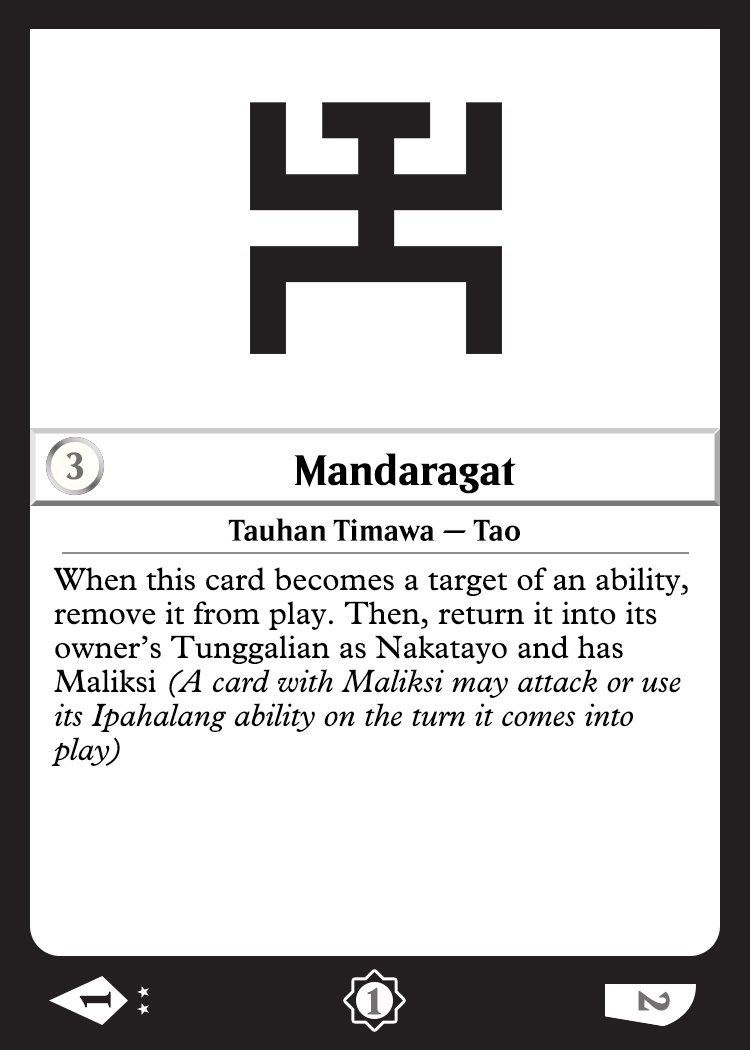 3
Mandaragat
Tauhan Timawa — Tao
When this card becomes a target of an ability,
remove it from play. Then, return it into its
owner’s Tunggalian as Nakatayo and has
Maliksi (A card with Maliksi may attack or use
its Ipahalang ability on the turn it comes into
play)
1 1 2